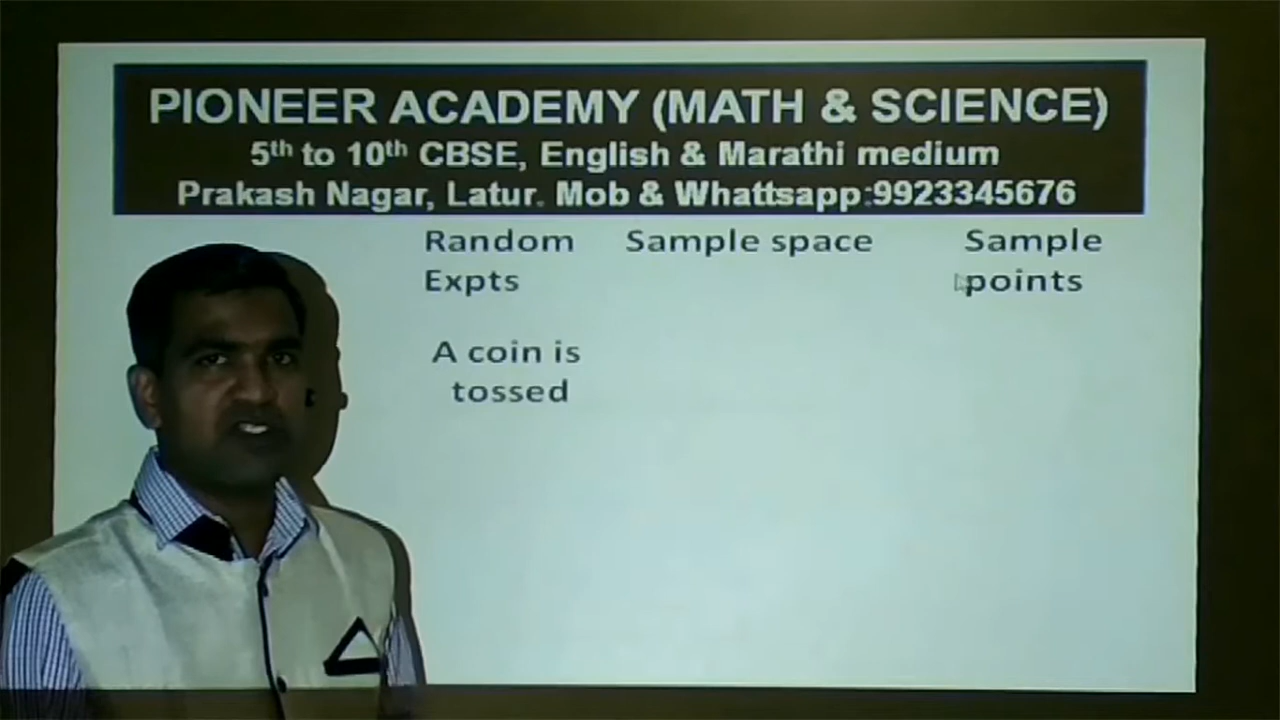 PIONEER ACADEMY (MATH & SCIENCE)
5th to 10th CBSE, English & Marathi medium
Prakash Nagar, Latur. Mob & Whattsapp:9923345676
Random Sample space Sample
Expts points
A coin is
tossed